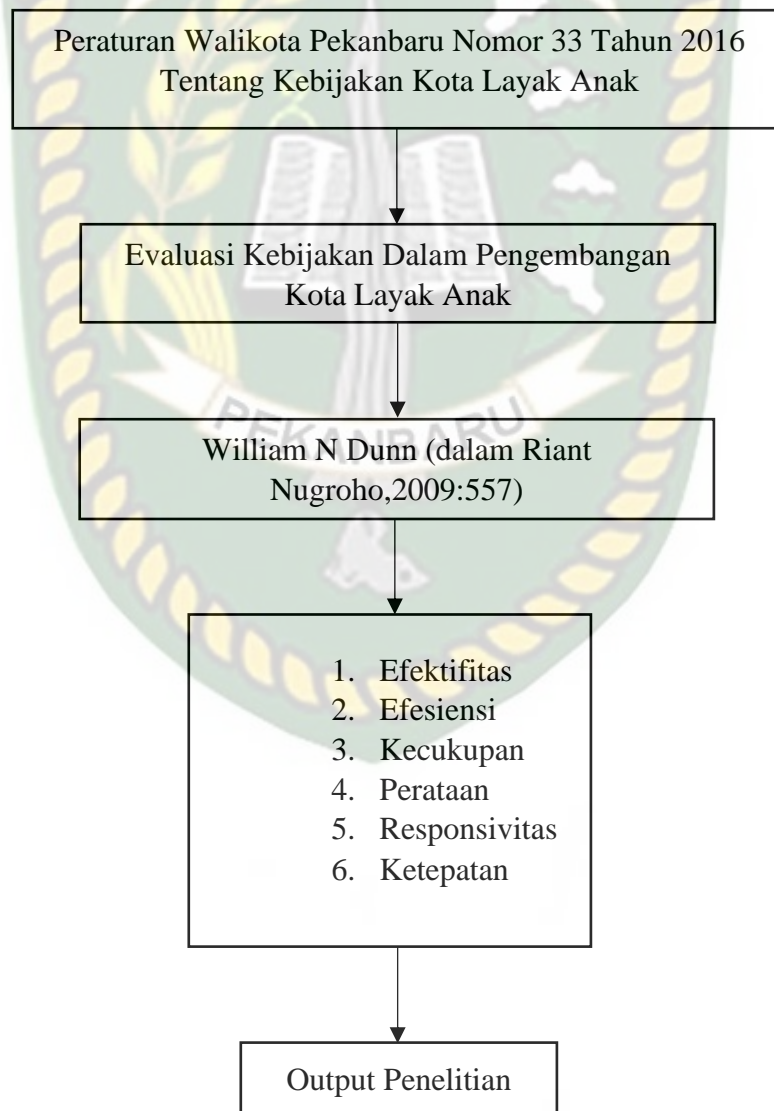 Peraturan Walikota Pekanbaru Nomor 33 Tahun 2016
Tentang Kebijakan Kota Layak Anak
Evaluasi Kebijakan Dalam Pengembangan
Kota Layak Anak
PEKANBARU
William N Dunn (dalam Riant
Nugroho,2009:557)
1. Efektifitas
2. Efesiensi
3. Kecukupan
4. Perataan
5. Responsivitas
6. Ketepatan
Output Penelitian